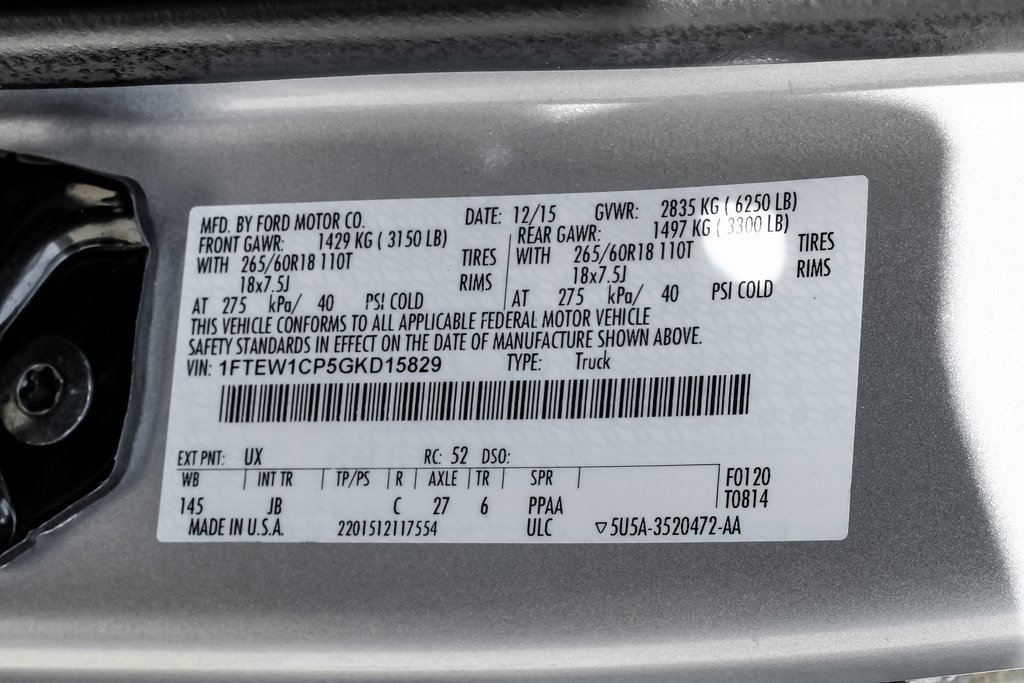 MFD. BY FORD MOTOR CO. DATE: 12/15 GVWR: 2835 KG ( 6250 LB)
FRONT GAWR: 1429 KG ( 3150 LB) REAR GAWR: 1497 KG ( 3300 LB)
WITH 265/60R18 110T TIRES WITH 265/60R18 110T TIRES
18x7.5J RIMS 18x7.5J RIMS
AT 275 kPa/ 40 PSI COLD AT 275 kPa/ 40 PSI COLD
THIS VEHICLE CONFORMS TO ALL APPLICABLE FEDERAL MOTOR VEHICLE
SAFETY STANDARDS IN EFFECT ON THE DATE OF MANUFACTURE SHOWN ABOVE.
VIN: 1FTEW1CP5GKD15829 TYPE: Truck
EXT PNT: UX RC: 52 DSO:
WB INT TR TP/PS R AXLE TR SPR F0120
145 JB C 27 6 PPAA T0814
MADE IN U.S.A. 2201512117554 ULC ▽5U5A-3520472-AA